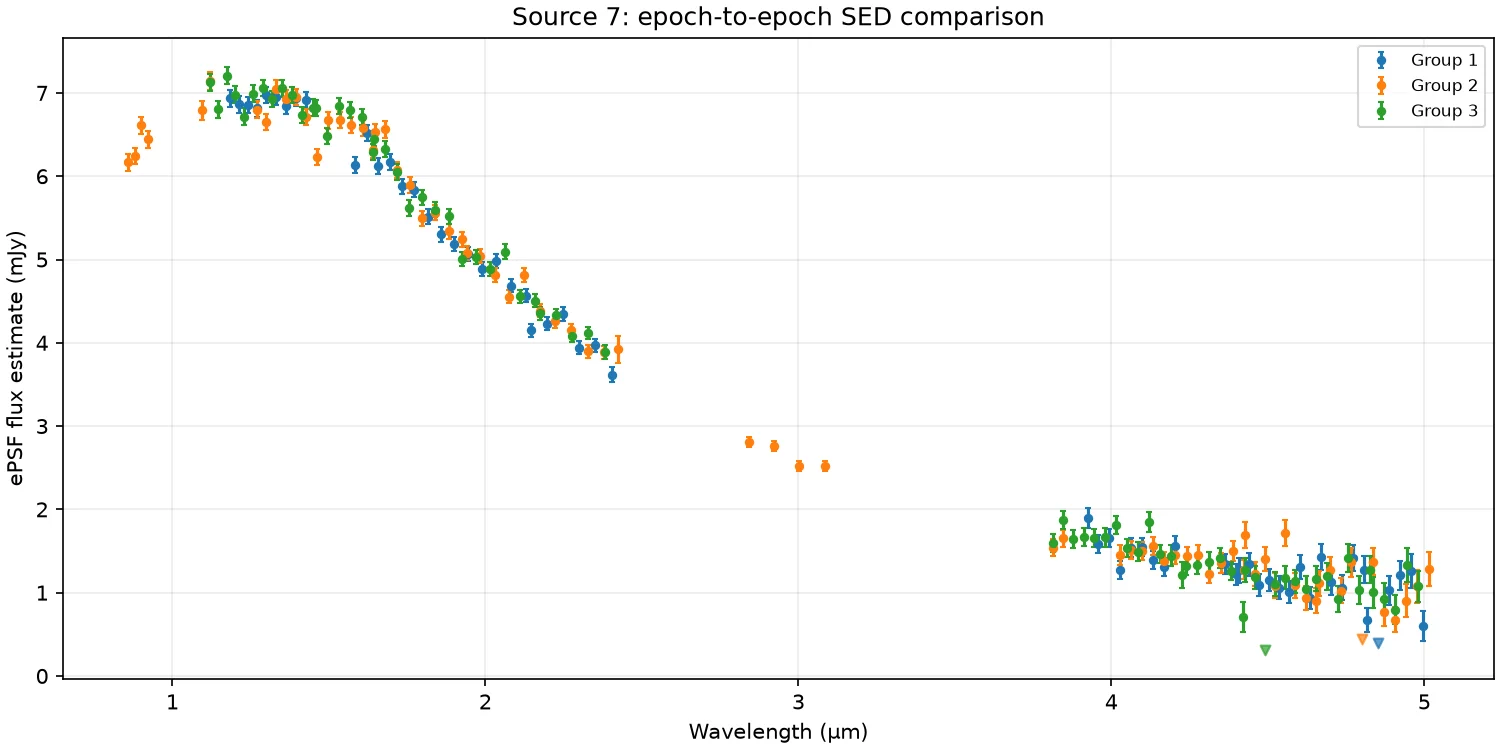 Source 7: epoch-to-epoch SED comparison
Group 1
Group 2
Group 3
ePSF flux estimate (mJy)
7
6
5
4
3
2
1
0
1 2 3 4 5
Wavelength (μm)